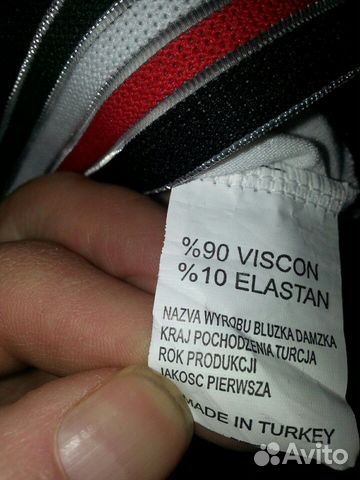 %90 VISCON
%10 ELASTAN
NAZVA WYROBU BLUZKA DAMZKA
KRAJ POCHODZENIA TURCJA
ROK PRODUKCJI
JAKOSC PIERWSZA
MADE IN TURKEY
Avito